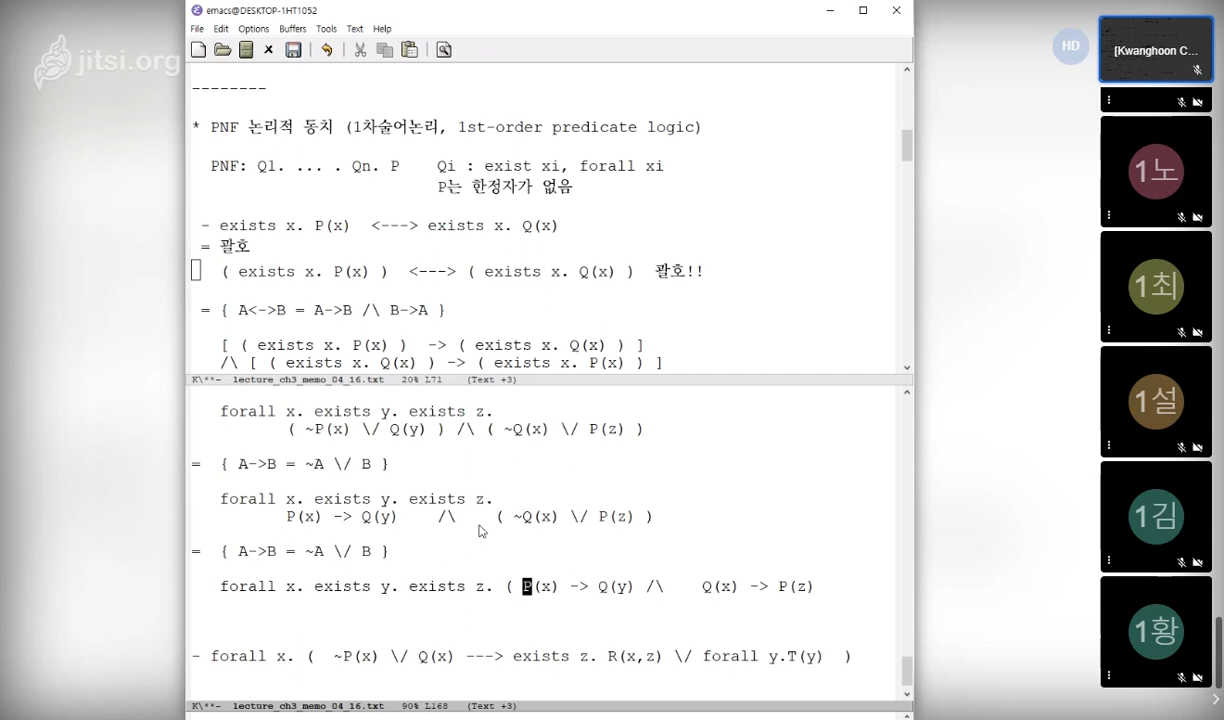 emacs@DESKTOP-1HT1052
File Edit Options Buffers Tools Text Help
jitsi.org
--------
* PNF 논리적 동치 (1차술어논리, 1st-order predicate logic)
PNF: Q1. ... . Qn. P Qi : exist xi, forall xi
P는 한정자가 없음
- exists x. P(x) <---> exists x. Q(x)
= 괄호
( exists x. P(x) ) <---> ( exists x. Q(x) ) 괄호!!
= { A<->B = A->B /\ B->A }
[ ( exists x. P(x) ) -> ( exists x. Q(x) ) ]
/\ [ ( exists x. Q(x) ) -> ( exists x. P(x) ) ]
K\**- lecture_ch3_memo_04_16.txt 20% L71 (Text +3)
forall x. exists y. exists z.
( ~P(x) \/ Q(y) ) /\ ( ~Q(x) \/ P(z) )
= { A->B = ~A \/ B }
forall x. exists y. exists z.
P(x) -> Q(y) /\ ( ~Q(x) \/ P(z) )
= { A->B = ~A \/ B }
forall x. exists y. exists z. ( P(x) -> Q(y) /\ Q(x) -> P(z)
- forall x. ( ~P(x) \/ Q(x) ---> exists z. R(x,z) \/ forall y.T(y) )
K\**- lecture_ch3_memo_04_16.txt 90% L168 (Text +3)
HD
[Kwanghoon C...
1노
1최
1설
1김
1황